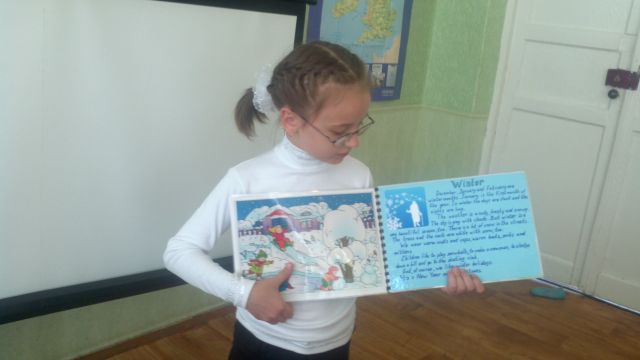 Winter
December, January and February are
winter months. January is the first month of
the year. In winter the days are short and the
nights are long.
The weather is windy, frosty and snowy.
The sky is grey with clouds. But winter is a
very beautiful season, too. There is a lot of snow in the streets.
The trees and the roofs are white with snow, too.
We wear warm coats and caps, warm boots, socks and
mittens.
Children like to play snowballs, to make a snowman, to sledge
down a hill and go to the skating rink.
And, of course, we like winter holidays.
It's New Year